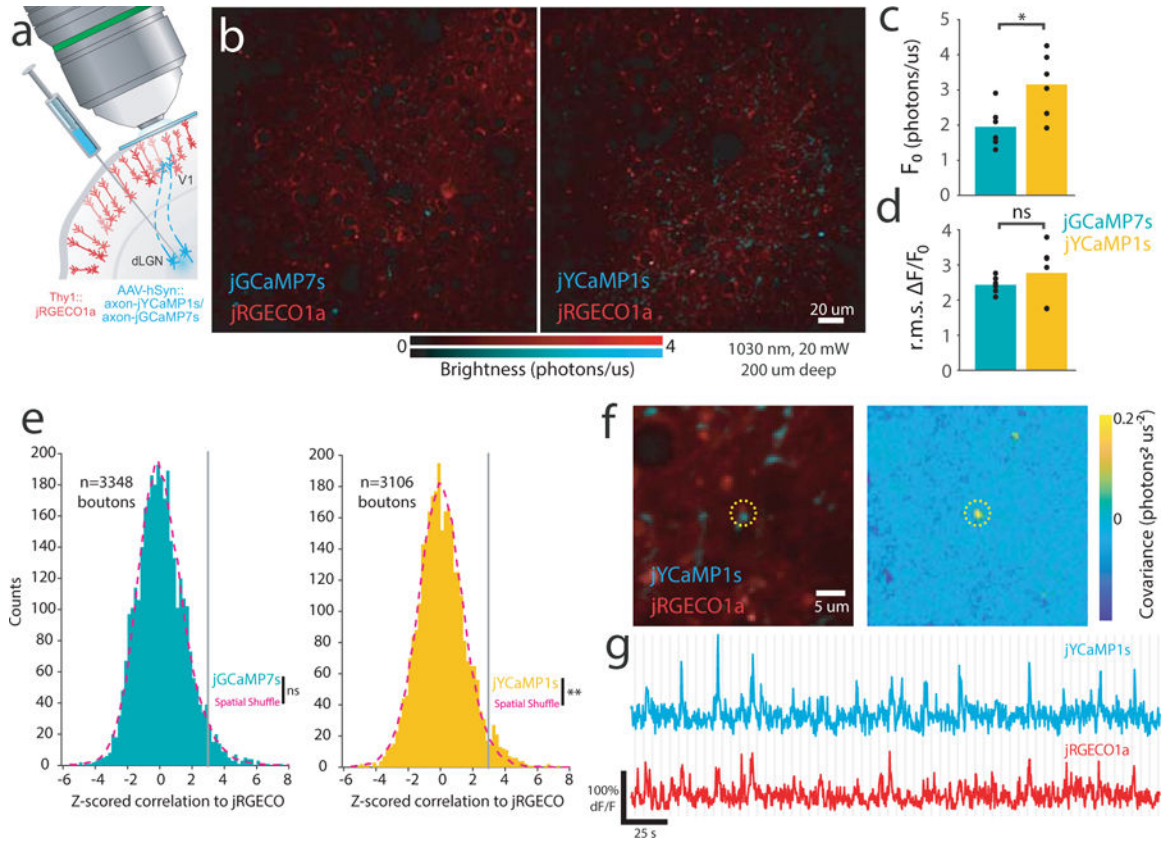 a
V1
dLGN
Thy1::
jRGECO1a
AAV-hSyn::
axon-jYCaMP1s/
axon-jGCaMP7s
b
jGCaMP7s
jRGECO1a
jYCaMP1s
jRGECO1a
20 um
0
4
Brightness (photons/us)
1030 nm, 20 mW
200 um deep
c
F0 (photons/us)
5
4
3
2
1
0
*
d
r.m.s. ΔF/F0
5
4
3
2
1
0
ns
jGCaMP7s
jYCaMP1s
e
Counts
200
180
160
140
120
100
80
60
40
20
0
n=3348
boutons
jGCaMP7s
Spatial Shuffle
ns
-6 -4 -2 0 2 4 6 8
Z-scored correlation to jRGECO
200
180
160
140
120
100
80
60
40
20
0
n=3106
boutons
jYCaMP1s
Spatial Shuffle
**
-6 -4 -2 0 2 4 6 8
Z-scored correlation to jRGECO
f
jYCaMP1s
jRGECO1a
5 um
0.2
0
Covariance (photons² us⁻²)
g
jYCaMP1s
jRGECO1a
100%
dF/F
25 s